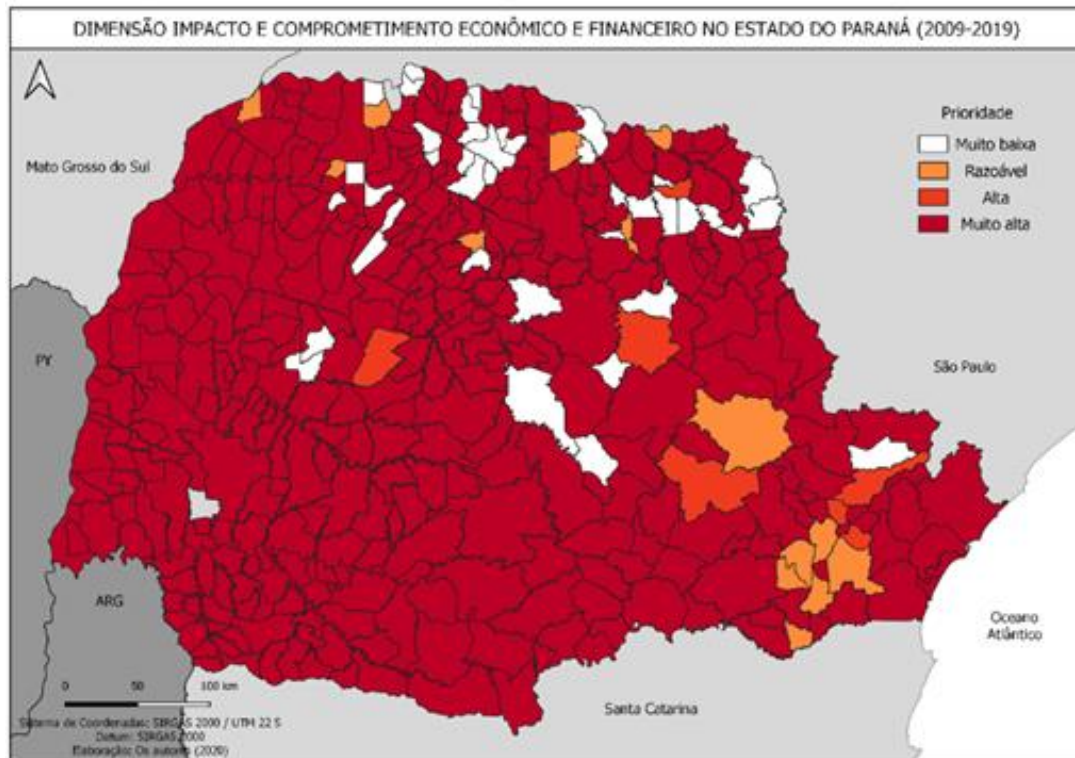 DIMENSÃO IMPACTO E COMPROMETIMENTO ECONÔMICO E FINANCEIRO NO ESTADO DO PARANÁ (2009-2019)
Prioridade
Muito baixa
Razoável
Alta
Muito alta
Mato Grosso do Sul
PY
São Paulo
ARG
Oceano
Atlântico
0 50 100 km
Santa Catarina
Sistema de Coordenadas: SIRGAS 2000 / UTM 22 S
Datum: SIRGAS 2000
Elaboração: Os autores (2020)